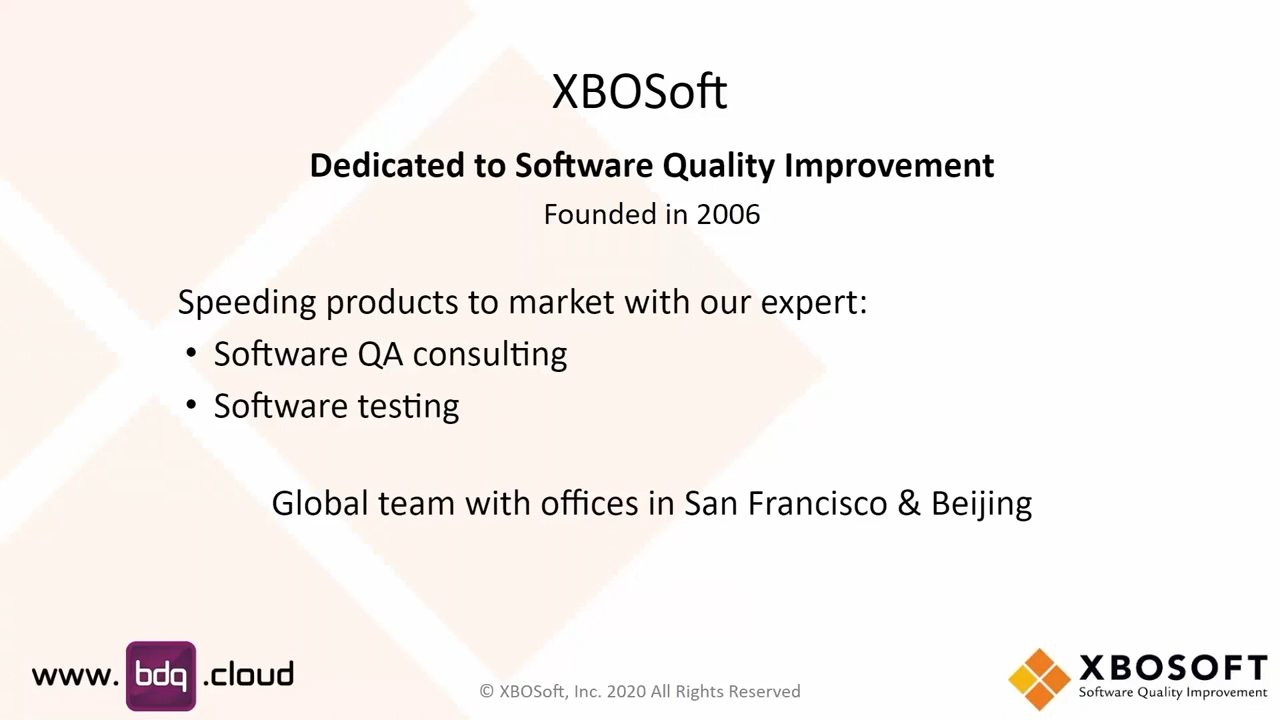 XBOSoft
Dedicated to Software Quality Improvement
Founded in 2006
Speeding products to market with our expert:
• Software QA consulting
• Software testing
Global team with offices in San Francisco & Beijing
www.bdq.cloud
© XBOSoft, Inc. 2020 All Rights Reserved
XBOSOFT
Software Quality Improvement